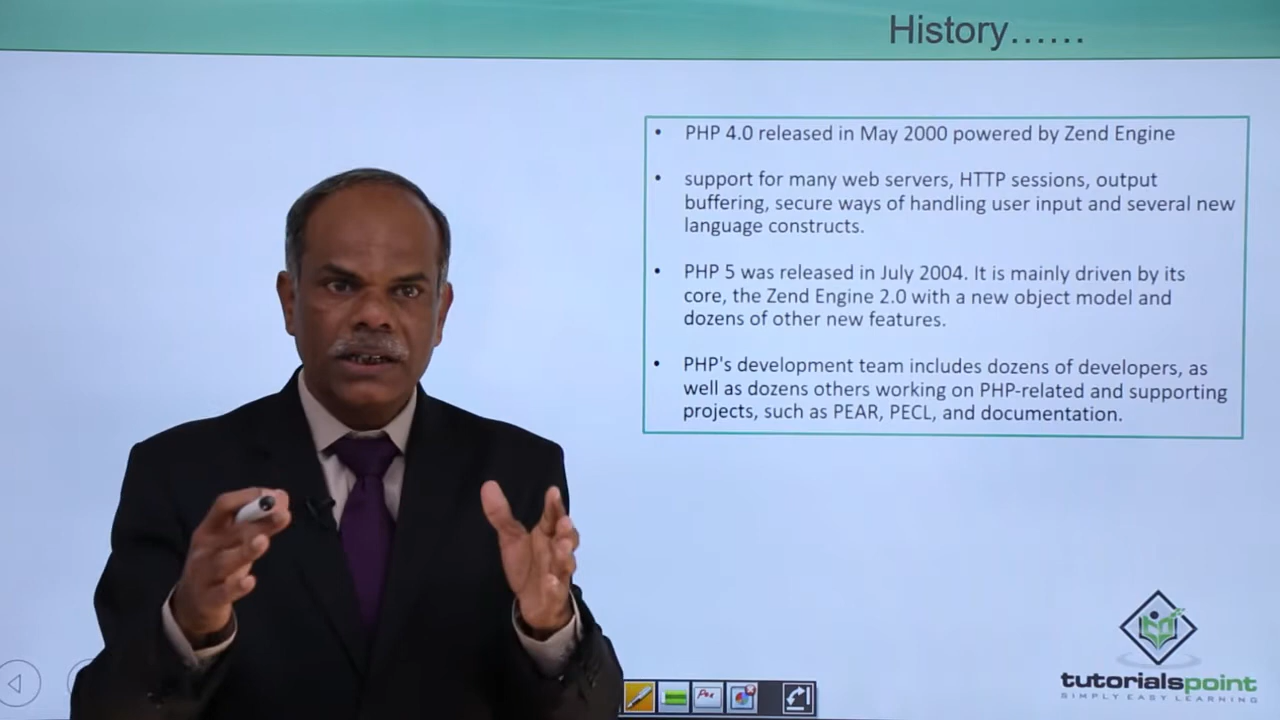 History......
• PHP 4.0 released in May 2000 powered by Zend Engine
• support for many web servers, HTTP sessions, output
buffering, secure ways of handling user input and several new
language constructs.
• PHP 5 was released in July 2004. It is mainly driven by its
core, the Zend Engine 2.0 with a new object model and
dozens of other new features.
• PHP's development team includes dozens of developers, as
well as dozens others working on PHP-related and supporting
projects, such as PEAR, PECL, and documentation.
tutorialspoint
SIMPLY EASY LEARNING